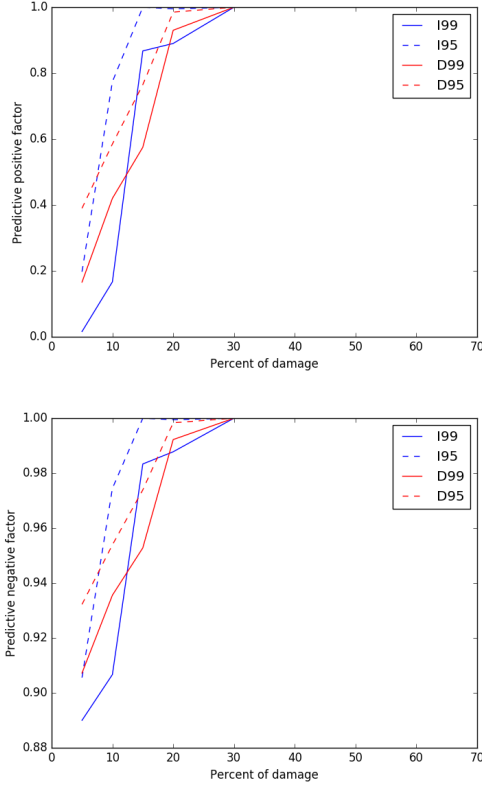 1.0
0.8
0.6
0.4
0.2
0.0
Predictive positive factor
I99
I95
D99
D95
0 10 20 30 40 50 60 70
Percent of damage
1.00
0.98
0.96
0.94
0.92
0.90
0.88
Predictive negative factor
I99
I95
D99
D95
0 10 20 30 40 50 60 70
Percent of damage